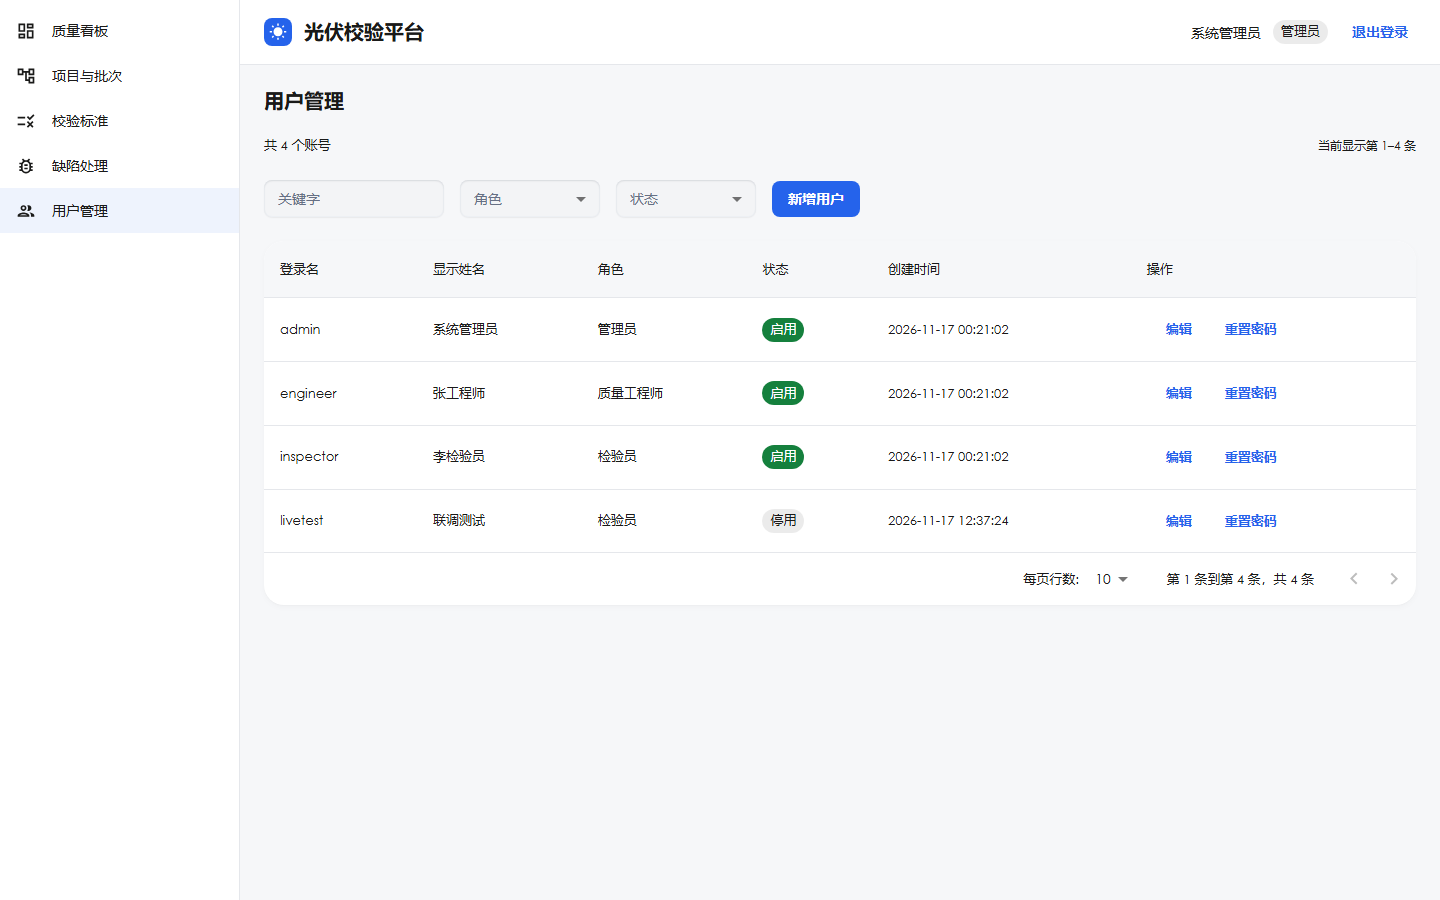 质量看板
项目与批次
校验标准
缺陷处理
用户管理
光伏校验平台
系统管理员 管理员 退出登录
用户管理
共 4 个账号 当前显示第 1–4 条
关键字 角色 状态 新增用户
登录名 显示姓名 角色 状态 创建时间 操作
admin 系统管理员 管理员 启用 2026-11-17 00:21:02 编辑 重置密码
engineer 张工程师 质量工程师 启用 2026-11-17 00:21:02 编辑 重置密码
inspector 李检验员 检验员 启用 2026-11-17 00:21:02 编辑 重置密码
livetest 联调测试 检验员 停用 2026-11-17 12:37:24 编辑 重置密码
每页行数: 10 第 1 条到第 4 条，共 4 条